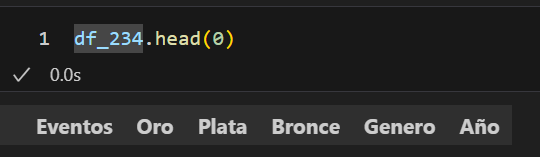 1 df_234.head(0)
✓ 0.0s
Eventos Oro Plata Bronce Genero Año